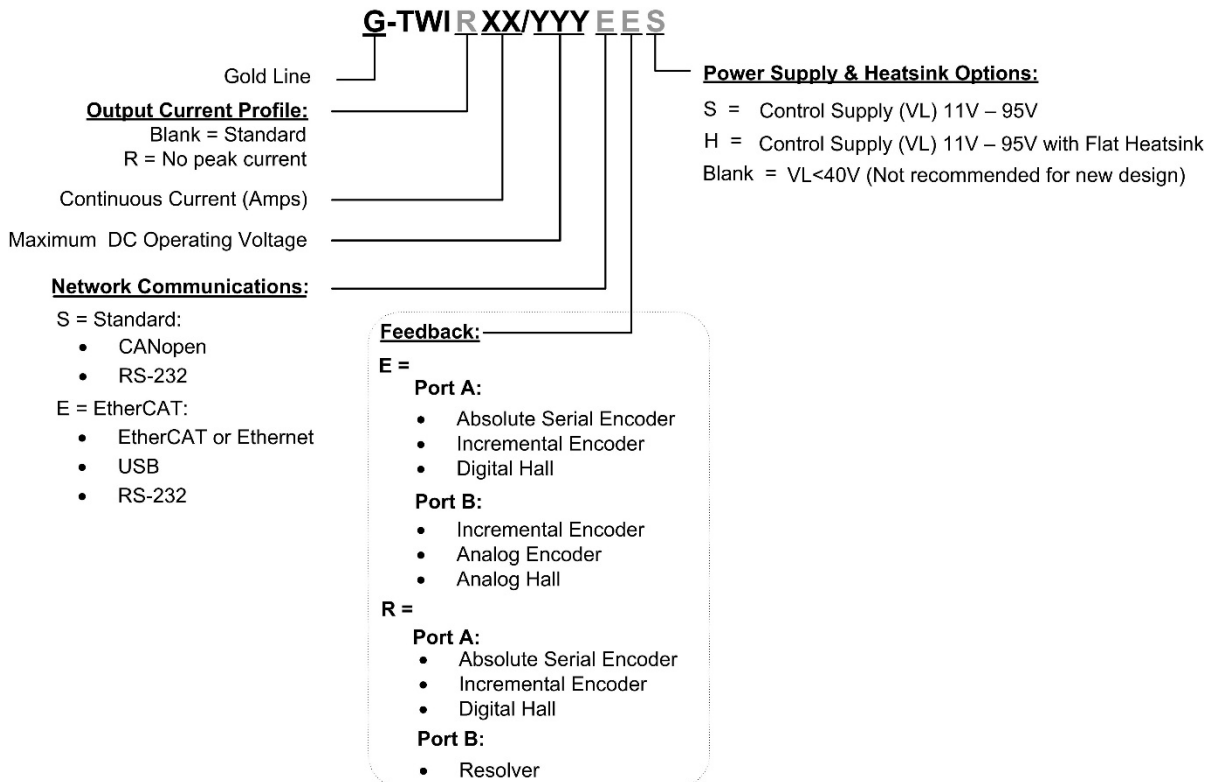 G-TWI R XX/YYY E E S
Gold Line
Output Current Profile:
Blank = Standard
R = No peak current
Continuous Current (Amps)
Maximum DC Operating Voltage
Network Communications:
S = Standard:
• CANopen
• RS-232
E = EtherCAT:
• EtherCAT or Ethernet
• USB
• RS-232
Feedback:
E =
Port A:
• Absolute Serial Encoder
• Incremental Encoder
• Digital Hall
Port B:
• Incremental Encoder
• Analog Encoder
• Analog Hall
R =
Port A:
• Absolute Serial Encoder
• Incremental Encoder
• Digital Hall
Port B:
• Resolver
Power Supply & Heatsink Options:
S = Control Supply (VL) 11V – 95V
H = Control Supply (VL) 11V – 95V with Flat Heatsink
Blank = VL<40V (Not recommended for new design)